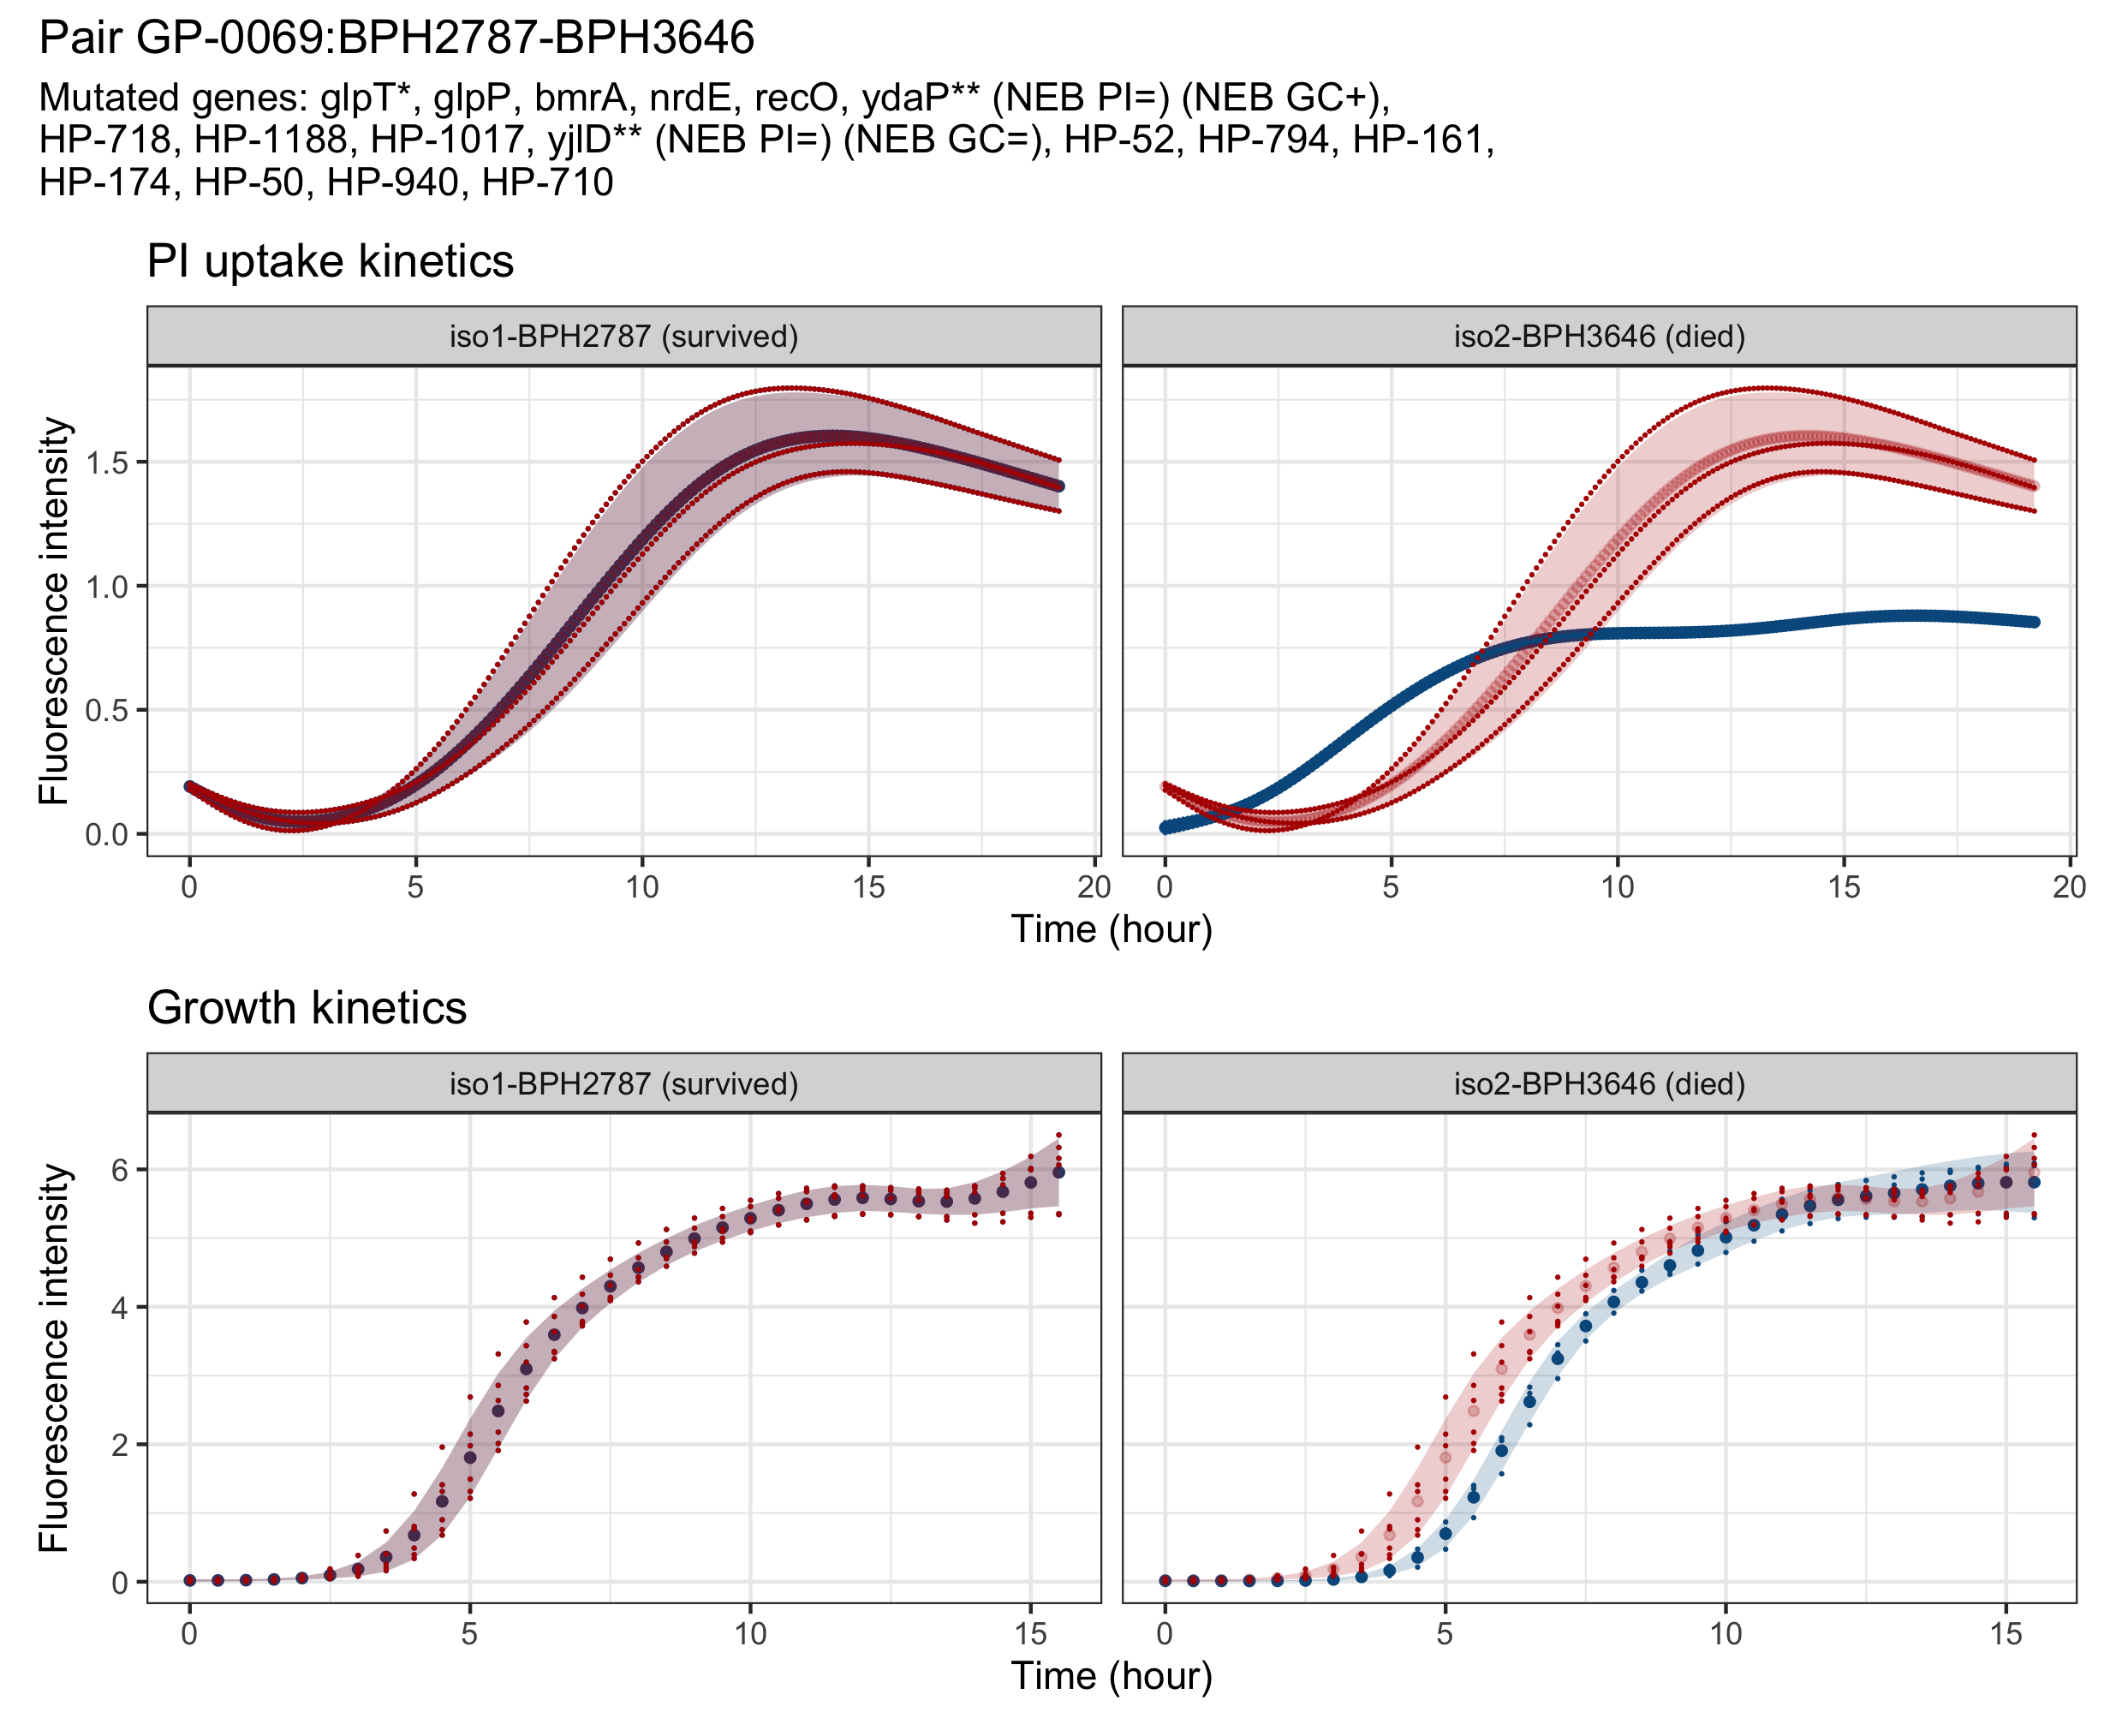 Pair GP-0069:BPH2787-BPH3646
Mutated genes: glpT*, glpP, bmrA, nrdE, recO, ydaP** (NEB PI=) (NEB GC+),
HP-718, HP-1188, HP-1017, yjlD** (NEB PI=) (NEB GC=), HP-52, HP-794, HP-161,
HP-174, HP-50, HP-940, HP-710
PI uptake kinetics
iso1-BPH2787 (survived)
iso2-BPH3646 (died)
Fluorescence intensity
1.5
1.0
0.5
0.0
0 5 10 15 20
0 5 10 15 20
Time (hour)
Growth kinetics
iso1-BPH2787 (survived)
iso2-BPH3646 (died)
Fluorescence intensity
6
4
2
0
0 5 10 15
0 5 10 15
Time (hour)